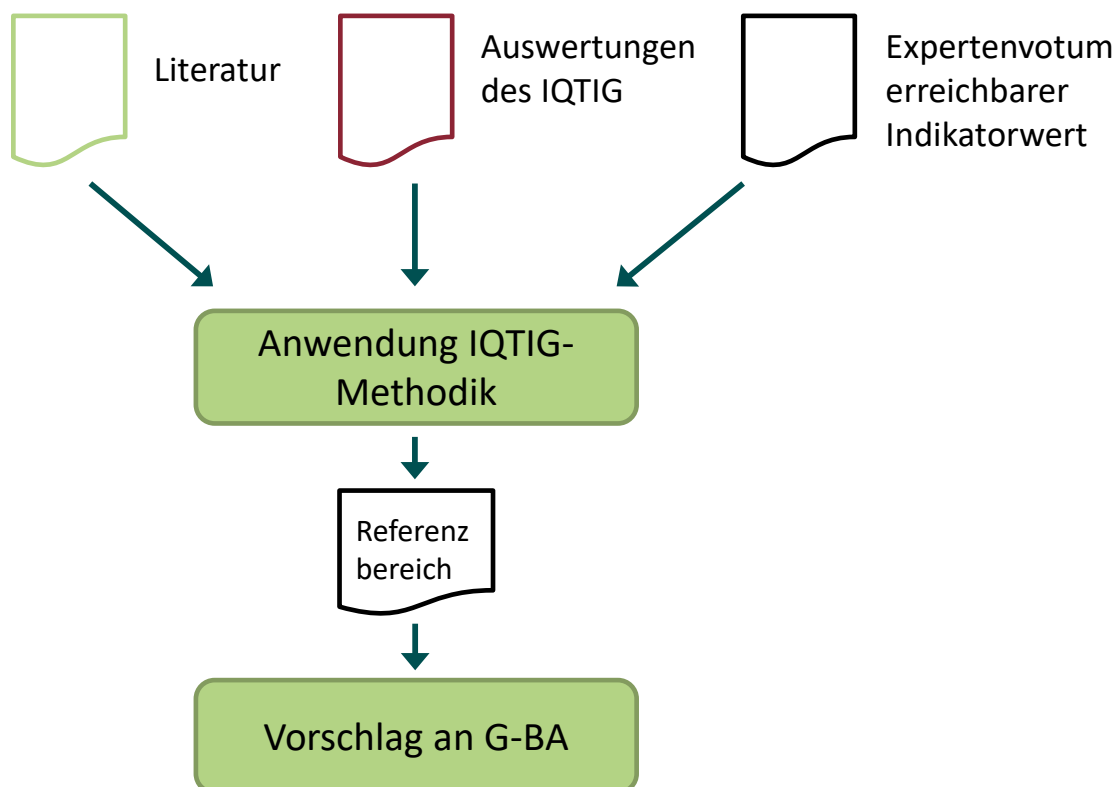 Literatur
Auswertungen
des IQTIG
Expertenvotum
erreichbarer
Indikatorwert
Anwendung IQTIG-
Methodik
Referenz
bereich
Vorschlag an G-BA